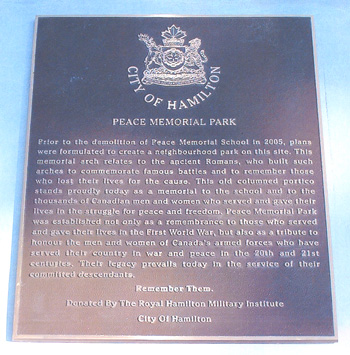 CITY OF HAMILTON
PEACE MEMORIAL PARK
Prior to the demolition of Peace Memorial School in 2005, plans
were formulated to create a neighbourhood park on this site. This
memorial arch relates to the ancient Romans, who built such
arches to commemorate famous battles and to remember those
who lost their lives for the cause. This old columned portico
stands proudly today as a memorial to the school and to the
thousands of Canadian men and women who served and gave their
lives in the struggle for peace and freedom. Peace Memorial Park
was established not only as a remembrance to those who served
and gave their lives in the First World War, but also as a tribute to
honour the men and women of Canada's armed forces who have
served their country in war and peace in the 20th and 21st
centuries. Their legacy prevails today in the service of their
committed descendants.
Remember Them.
Donated By The Royal Hamilton Military Institute
City Of Hamilton